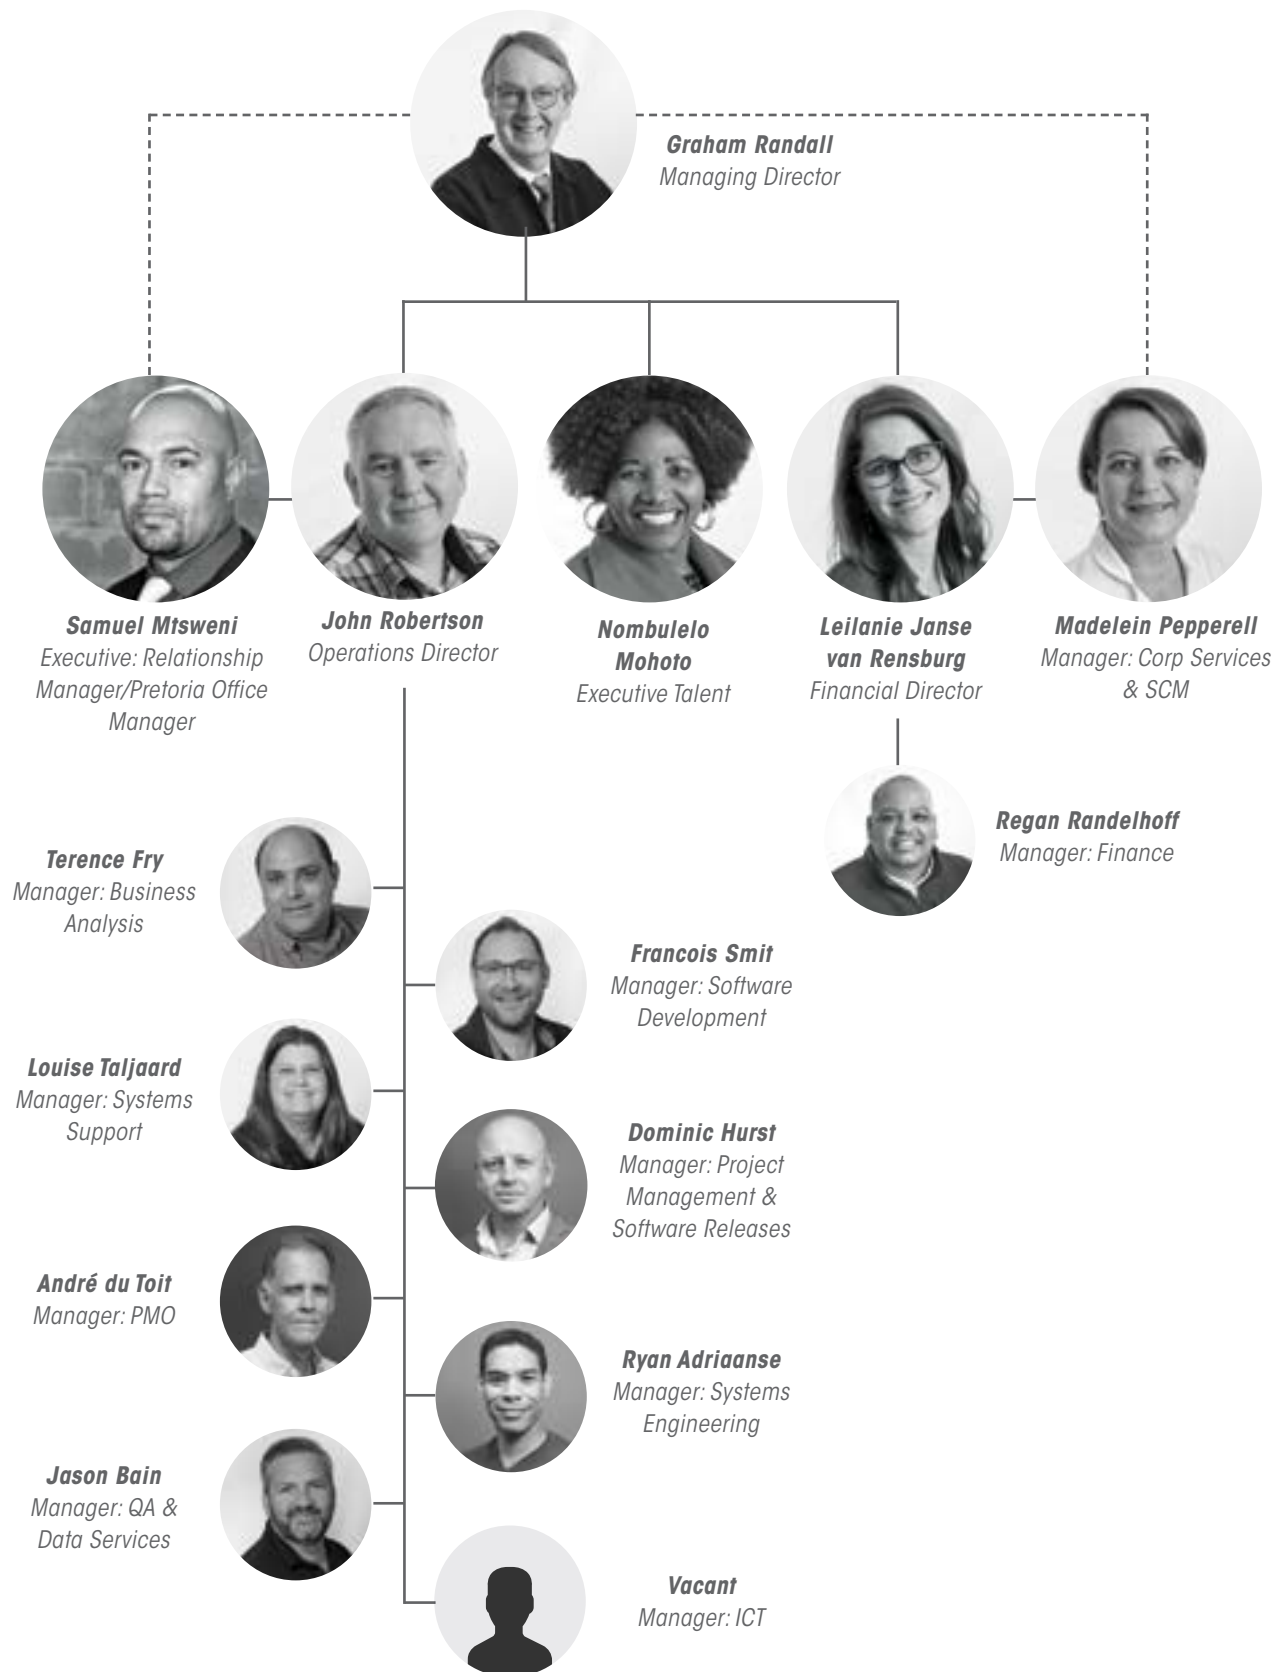 Graham Randall
Managing Director
Samuel Mtsweni
Executive: Relationship
Manager/Pretoria Office
Manager
John Robertson
Operations Director
Nombulelo
Mohoto
Executive Talent
Leilanie Janse
van Rensburg
Financial Director
Madelein Pepperell
Manager: Corp Services
& SCM
Regan Randelhoff
Manager: Finance
Terence Fry
Manager: Business
Analysis
Francois Smit
Manager: Software
Development
Louise Taljaard
Manager: Systems
Support
Dominic Hurst
Manager: Project
Management &
Software Releases
André du Toit
Manager: PMO
Ryan Adriaanse
Manager: Systems
Engineering
Jason Bain
Manager: QA &
Data Services
Vacant
Manager: ICT